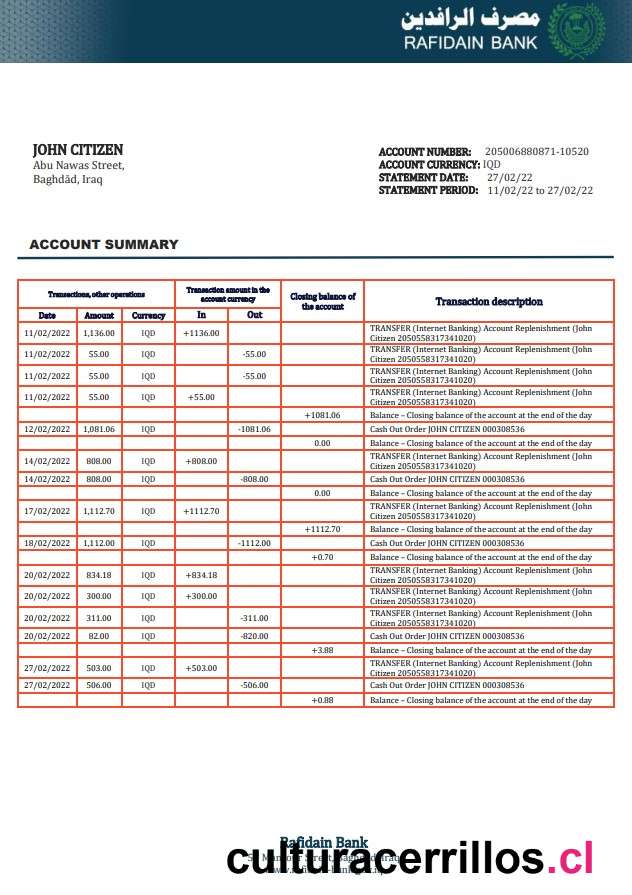 مصرف الرافدين
RAFIDAIN BANK
JOHN CITIZEN
Abu Nawas Street,
Baghdād, Iraq
ACCOUNT NUMBER: 205006880871-10520
ACCOUNT CURRENCY: IQD
STATEMENT DATE: 27/02/22
STATEMENT PERIOD: 11/02/22 to 27/02/22
ACCOUNT SUMMARY
Transactions, other operations
Transaction amount in the
account currency
Closing balance of
the account
Transaction description
Date Amount Currency In Out
11/02/2022 1,136.00 IQD +1136.00 TRANSFER (Internet Banking) Account Replenishment (John
Citizen 2050558317341020)
11/02/2022 55.00 IQD -55.00 TRANSFER (Internet Banking) Account Replenishment (John
Citizen 2050558317341020)
11/02/2022 55.00 IQD -55.00 TRANSFER (Internet Banking) Account Replenishment (John
Citizen 2050558317341020)
11/02/2022 55.00 IQD +55.00 TRANSFER (Internet Banking) Account Replenishment (John
Citizen 2050558317341020)
+1081.06 Balance – Closing balance of the account at the end of the day
12/02/2022 1,081.06 IQD -1081.06 Cash Out Order JOHN CITIZEN 000308536
0.00 Balance – Closing balance of the account at the end of the day
14/02/2022 808.00 IQD +808.00 TRANSFER (Internet Banking) Account Replenishment (John
Citizen 2050558317341020)
14/02/2022 808.00 IQD -808.00 Cash Out Order JOHN CITIZEN 000308536
0.00 Balance – Closing balance of the account at the end of the day
17/02/2022 1,112.70 IQD +1112.70 TRANSFER (Internet Banking) Account Replenishment (John
Citizen 2050558317341020)
+1112.70 Balance – Closing balance of the account at the end of the day
18/02/2022 1,112.00 IQD -1112.00 Cash Out Order JOHN CITIZEN 000308536
+0.70 Balance – Closing balance of the account at the end of the day
20/02/2022 834.18 IQD +834.18 TRANSFER (Internet Banking) Account Replenishment (John
Citizen 2050558317341020)
20/02/2022 300.00 IQD +300.00 TRANSFER (Internet Banking) Account Replenishment (John
Citizen 2050558317341020)
20/02/2022 311.00 IQD -311.00 TRANSFER (Internet Banking) Account Replenishment (John
Citizen 2050558317341020)
20/02/2022 82.00 IQD -820.00 Cash Out Order JOHN CITIZEN 000308536
+3.88 Balance – Closing balance of the account at the end of the day
27/02/2022 503.00 IQD +503.00 TRANSFER (Internet Banking) Account Replenishment (John
Citizen 2050558317341020)
27/02/2022 506.00 IQD -506.00 Cash Out Order JOHN CITIZEN 000308536
+0.88 Balance – Closing balance of the account at the end of the day
Rafidain Bank
culturacerrillos.cl